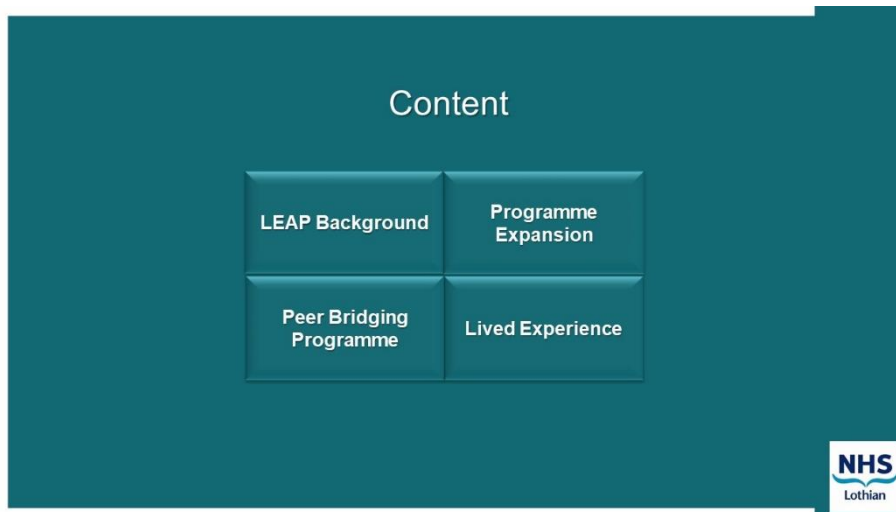 Content
LEAP Background
Programme
Expansion
Peer Bridging
Programme
Lived Experience
NHS
Lothian